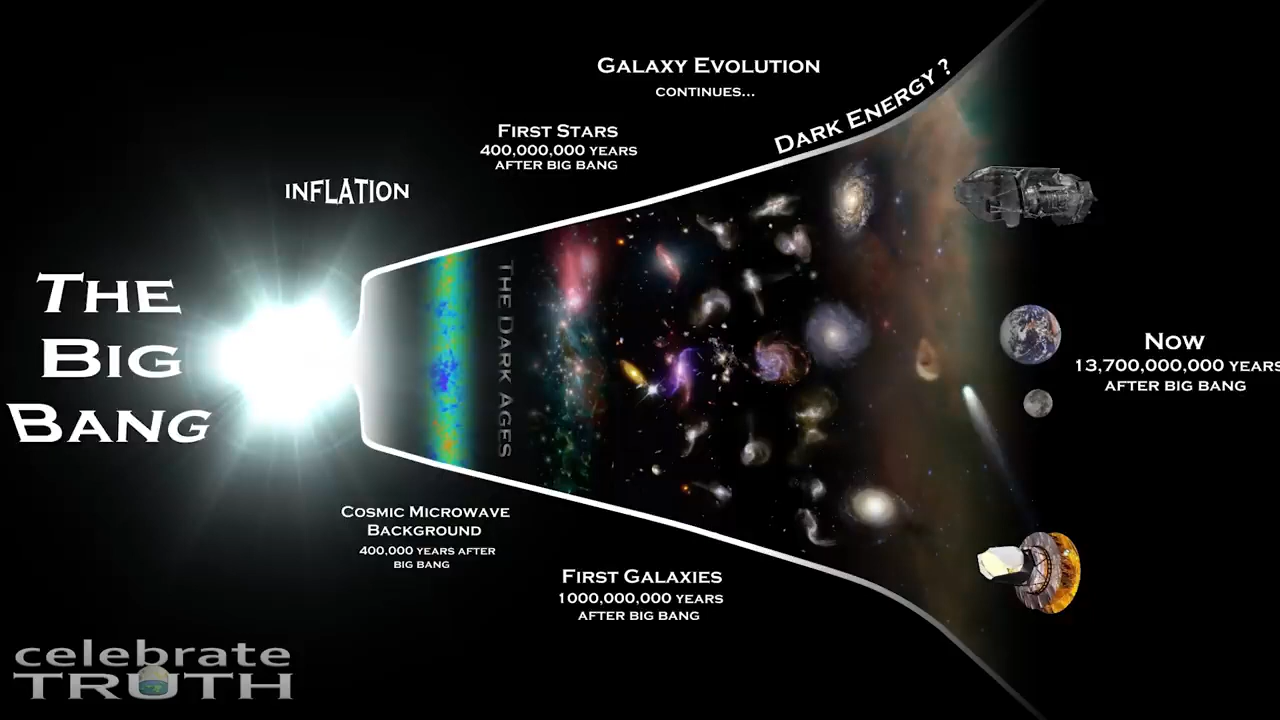 THE
BIG
BANG
INFLATION
FIRST STARS
400,000,000 YEARS
AFTER BIG BANG
GALAXY EVOLUTION
CONTINUES...
DARK ENERGY ?
THE DARK AGES
COSMIC MICROWAVE
BACKGROUND
400,000 YEARS AFTER
BIG BANG
FIRST GALAXIES
1000,000,000 YEARS
AFTER BIG BANG
NOW
13,700,000,000 YEARS
AFTER BIG BANG
celebrate
TRUTH